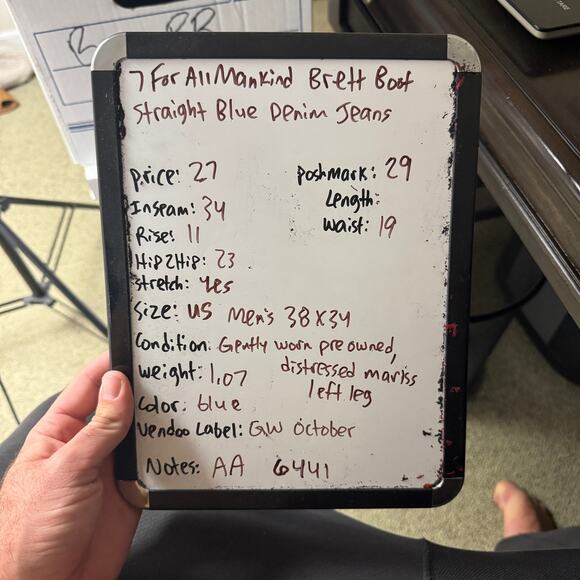 7 For All Mankind Brett Boot
Straight Blue Denim Jeans
price: 27
poshmark: 29
Inseam: 34
Length:
Rise: 11
waist: 19
Hip2Hip: 23
stretch: yes
Size: US Men's 38x34
Condition: Gently worn pre owned,
distressed
left leg
weight: 1.07
Color: blue
Vendoo Label: GW October
Notes: AA 6441